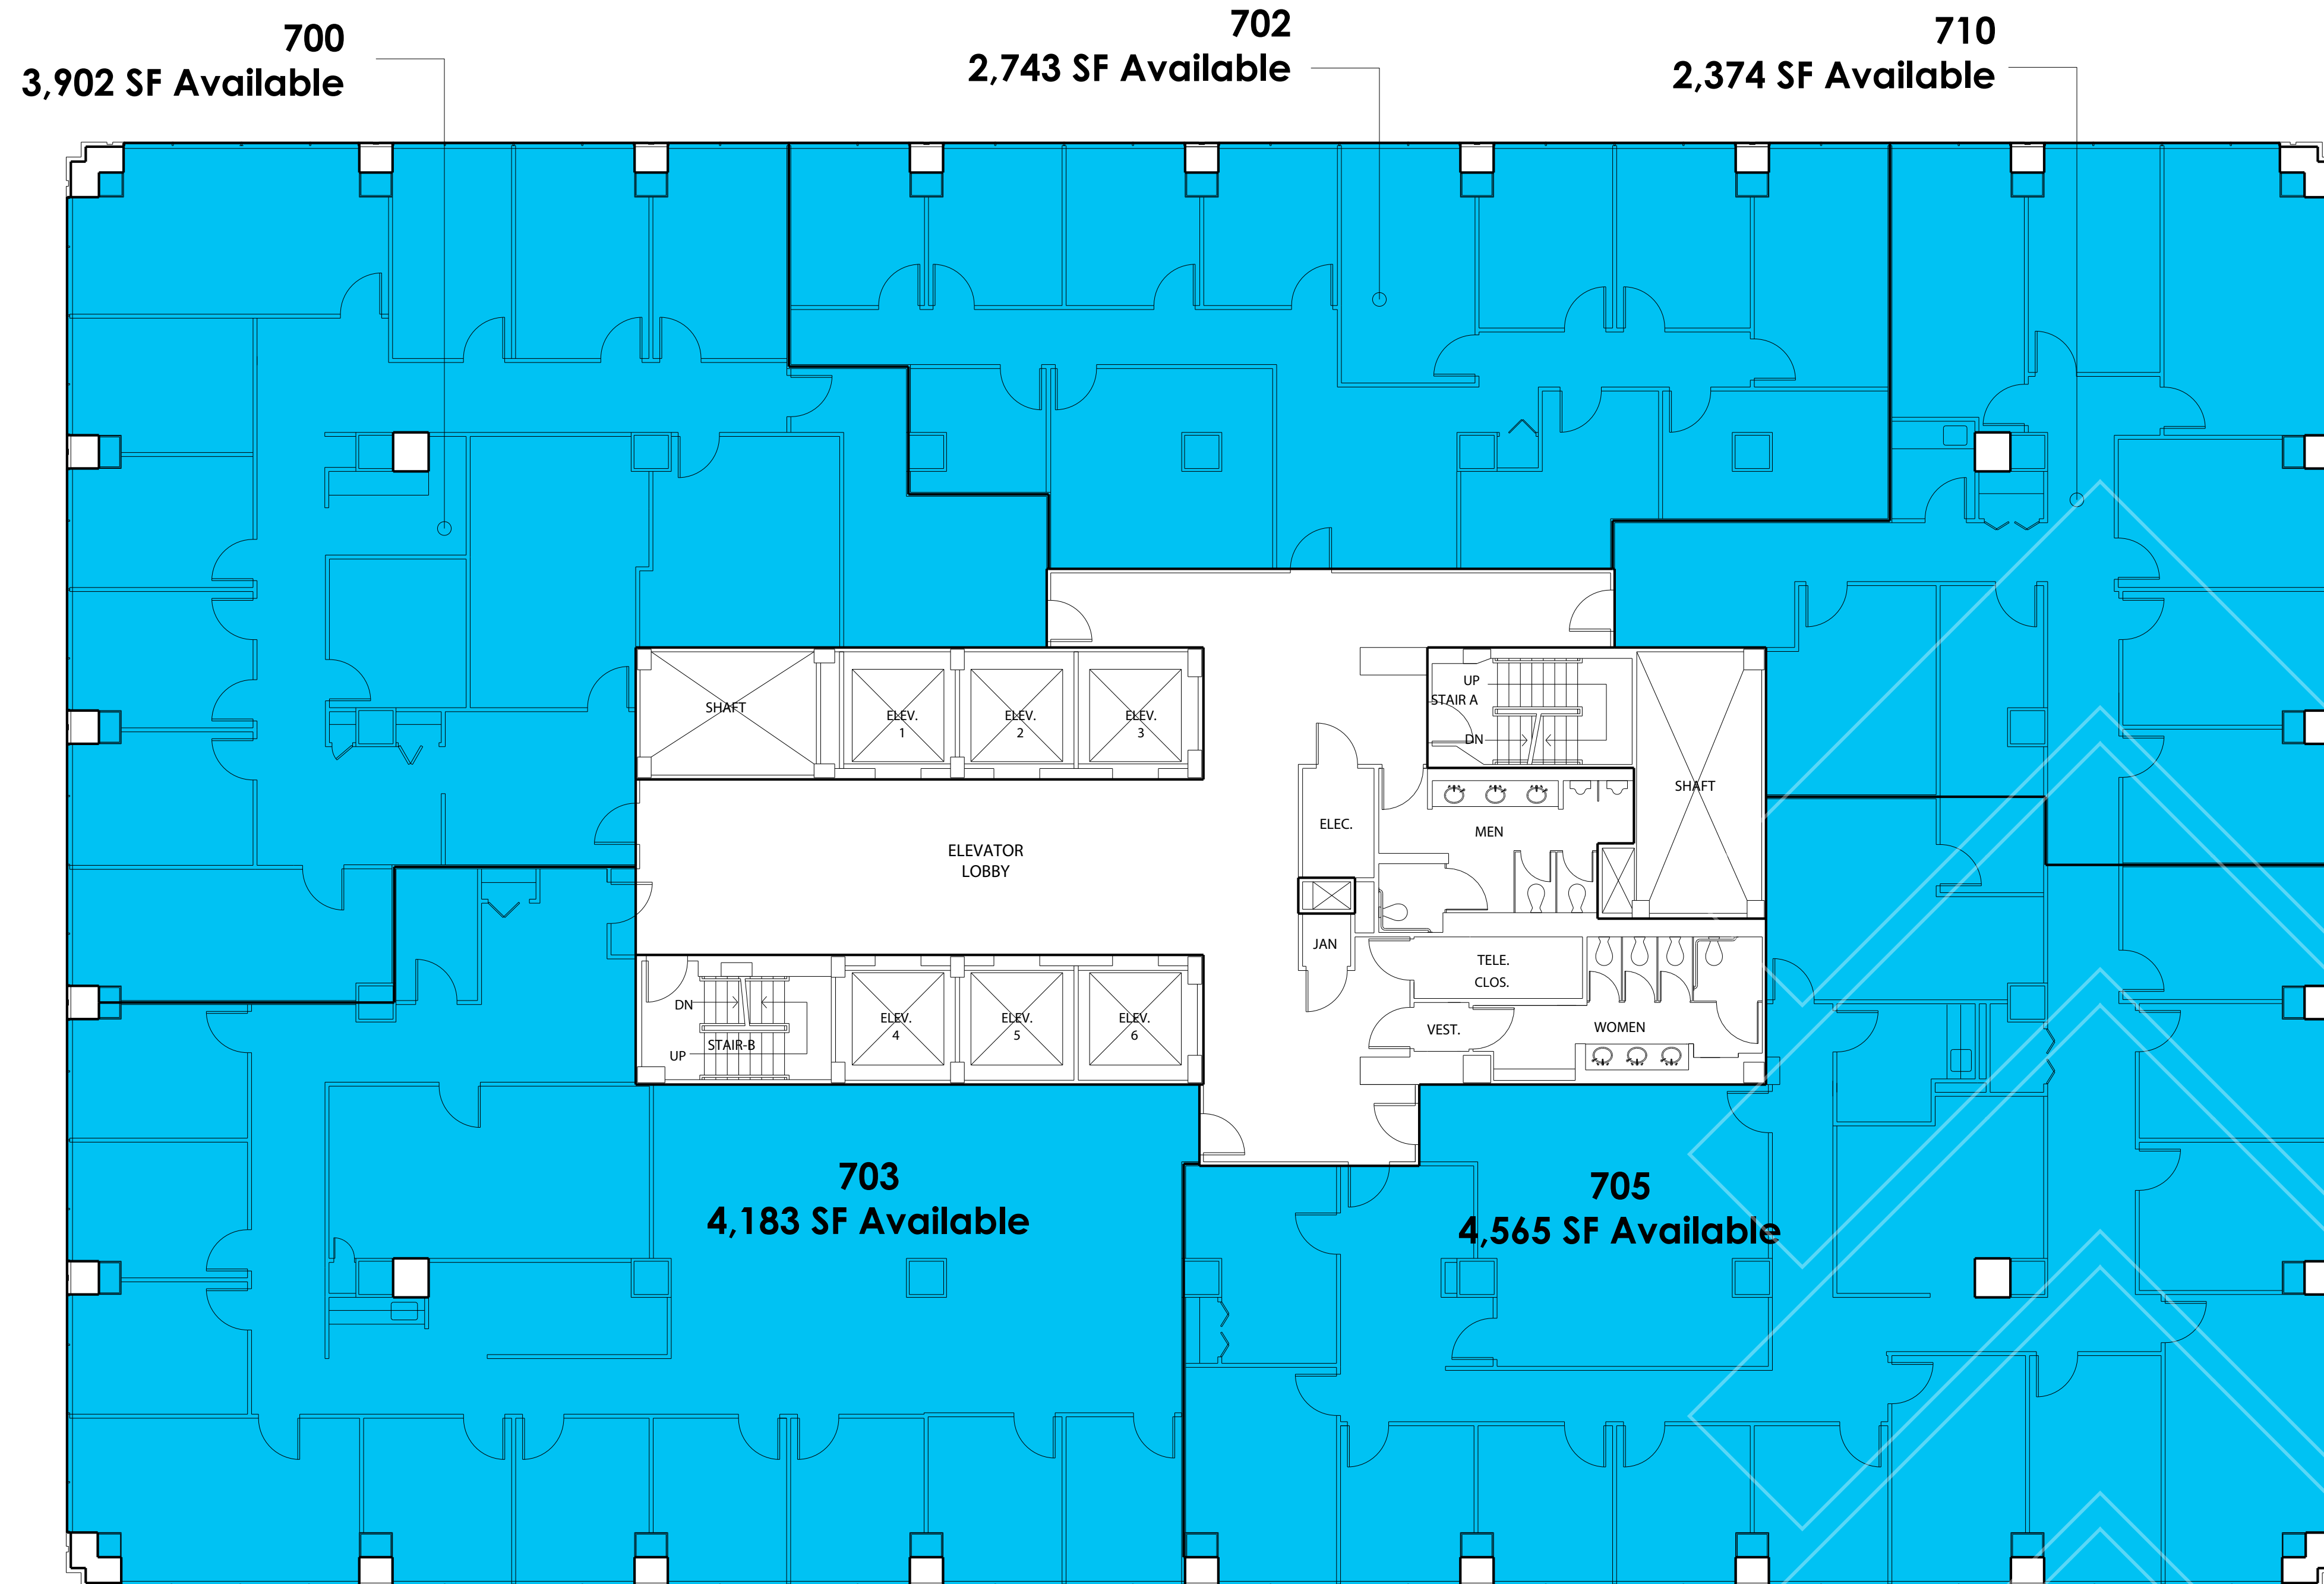 700
3,902 SF Available
702
2,743 SF Available
710
2,374 SF Available
SHAFT
ELEV.
1
ELEV.
2
ELEV.
3
UP
STAIR A
DN
SHAFT
ELEC.
MEN
ELEVATOR
LOBBY
JAN
TELE.
CLOS.
DN
UP
STAIR-B
ELEV.
4
ELEV.
5
ELEV.
6
VEST.
WOMEN
703
4,183 SF Available
705
4,565 SF Available